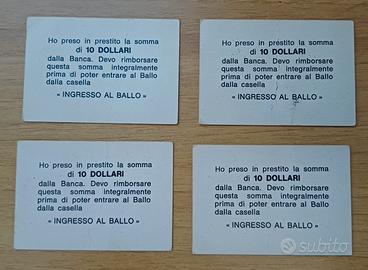 Ho preso in prestito la somma
di 10 DOLLARI
dalla Banca. Devo rimborsare
questa somma integralmente
prima di poter entrare al Ballo
dalla casella
« INGRESSO AL BALLO »
Ho preso in prestito la somma
di 10 DOLLARI
dalla Banca. Devo rimborsare
questa somma integralmente
prima di poter entrare al Ballo
dalla casella
« INGRESSO AL BALLO »
Ho preso in prestito la somma
di 10 DOLLARI
dalla Banca. Devo rimborsare
questa somma integralmente
prima di poter entrare al Ballo
dalla casella
« INGRESSO AL BALLO »
Ho preso in prestito la somma
di 10 DOLLARI
dalla Banca. Devo rimborsare
questa somma integralmente
prima di poter entrare al Ballo
dalla casella
« INGRESSO AL BALLO »
subito